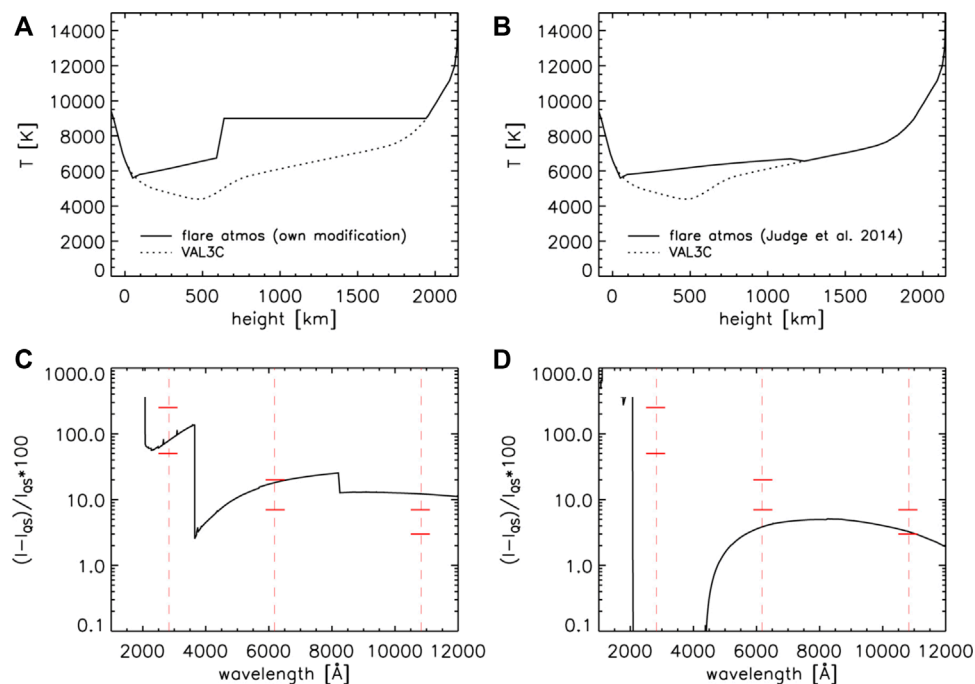 A
14000
12000
10000
8000
6000
4000
2000
0
T [K]
flare atmos (own modification)
VAL3C
0 500 1000 1500 2000
height [km]
B
14000
12000
10000
8000
6000
4000
2000
0
T [K]
flare atmos (Judge et al. 2014)
VAL3C
0 500 1000 1500 2000
height [km]
C
1000.0
100.0
10.0
1.0
0.1
(I−I_QS)/I_QS*100
2000 4000 6000 8000 10000 12000
wavelength [Å]
D
1000.0
100.0
10.0
1.0
0.1
(I−I_QS)/I_QS*100
2000 4000 6000 8000 10000 12000
wavelength [Å]